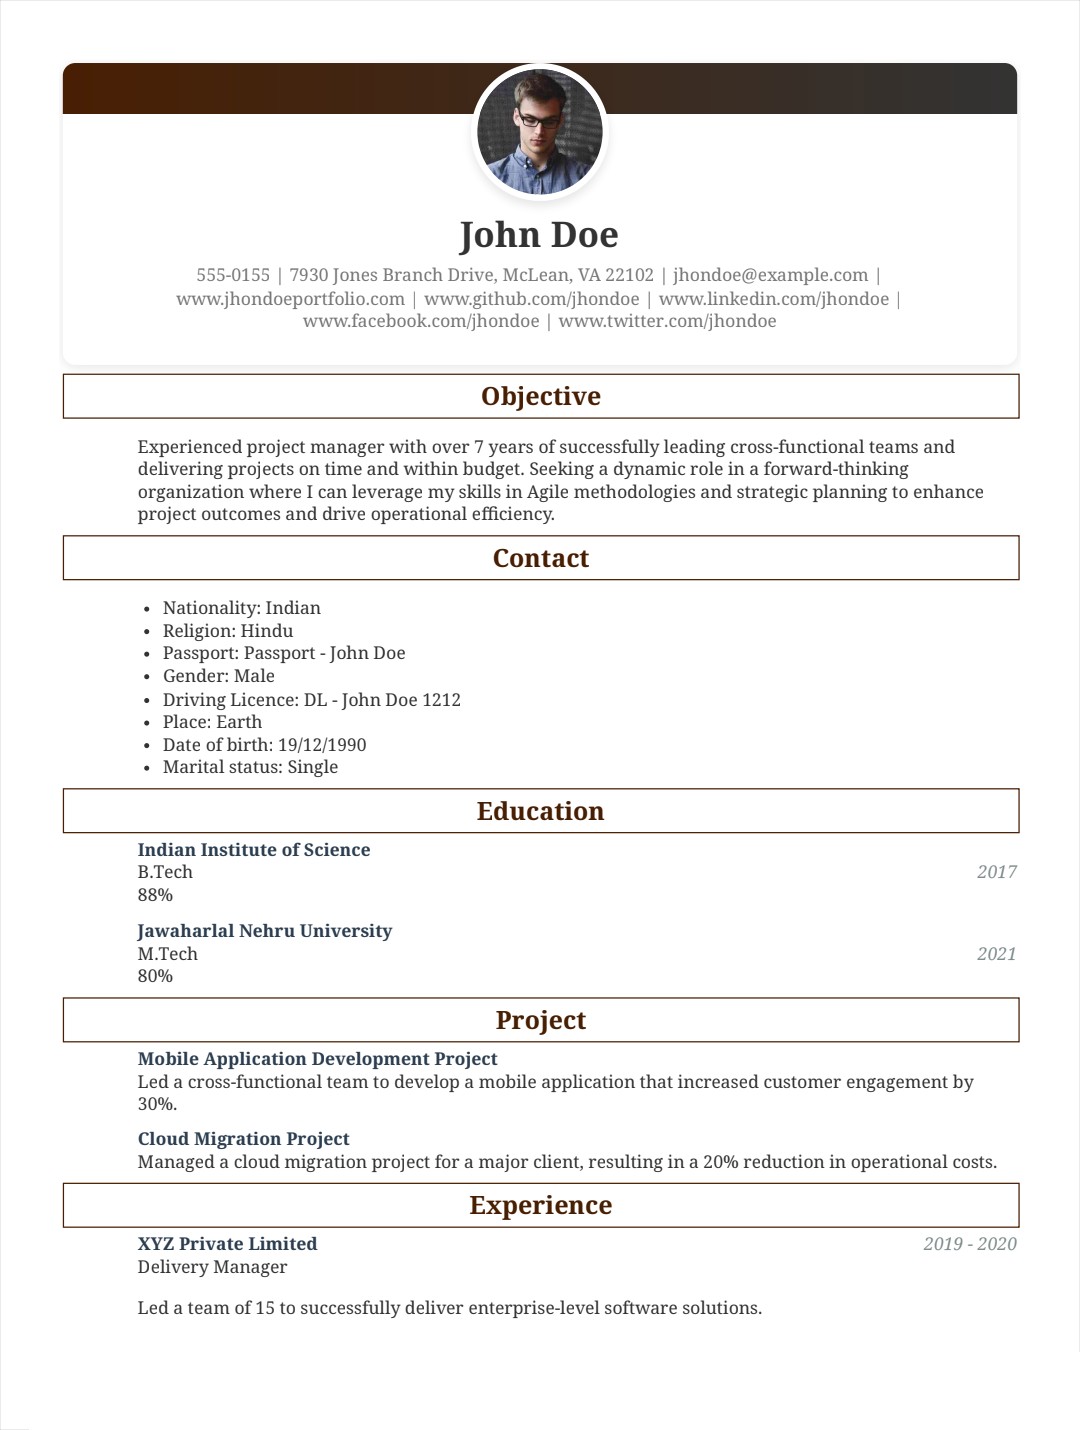 John Doe
555-0155 | 7930 Jones Branch Drive, McLean, VA 22102 | jhondoe@example.com |
www.jhondoeportfolio.com | www.github.com/jhondoe | www.linkedin.com/jhondoe |
www.facebook.com/jhondoe | www.twitter.com/jhondoe
Objective
Experienced project manager with over 7 years of successfully leading cross-functional teams and
delivering projects on time and within budget. Seeking a dynamic role in a forward-thinking
organization where I can leverage my skills in Agile methodologies and strategic planning to enhance
project outcomes and drive operational efficiency.
Contact
• Nationality: Indian
• Religion: Hindu
• Passport: Passport - John Doe
• Gender: Male
• Driving Licence: DL - John Doe 1212
• Place: Earth
• Date of birth: 19/12/1990
• Marital status: Single
Education
Indian Institute of Science
B.Tech 2017
88%
Jawaharlal Nehru University
M.Tech 2021
80%
Project
Mobile Application Development Project
Led a cross-functional team to develop a mobile application that increased customer engagement by
30%.
Cloud Migration Project
Managed a cloud migration project for a major client, resulting in a 20% reduction in operational costs.
Experience
XYZ Private Limited 2019 - 2020
Delivery Manager
Led a team of 15 to successfully deliver enterprise-level software solutions.